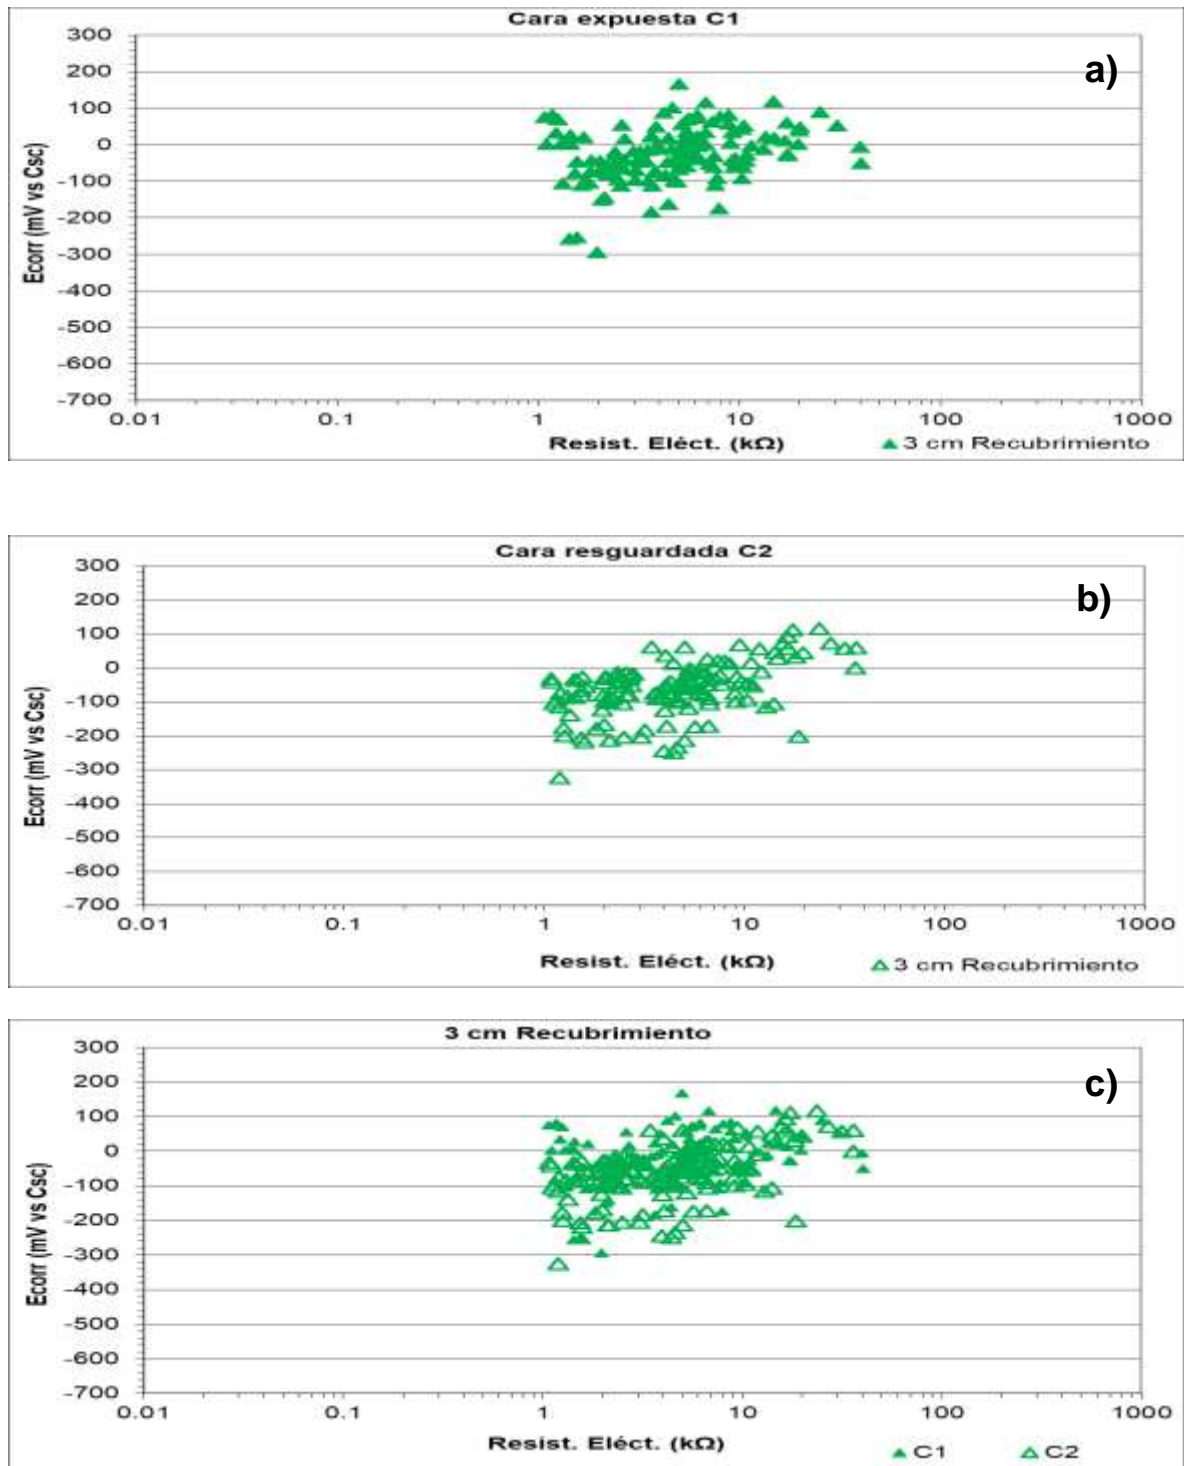 Cara expuesta C1
a)
300
200
100
0
-100
-200
-300
-400
-500
-600
-700
Ecorr (mV vs Csc)
0.01 0.1 1 10 100 1000
Resist. Eléct. (kΩ)
3 cm Recubrimiento
Cara resguardada C2
b)
300
200
100
0
-100
-200
-300
-400
-500
-600
-700
Ecorr (mV vs Csc)
0.01 0.1 1 10 100 1000
Resist. Eléct. (kΩ)
3 cm Recubrimiento
3 cm Recubrimiento
c)
300
200
100
0
-100
-200
-300
-400
-500
-600
-700
Ecorr (mV vs Csc)
0.01 0.1 1 10 100 1000
Resist. Eléct. (kΩ)
C1 C2